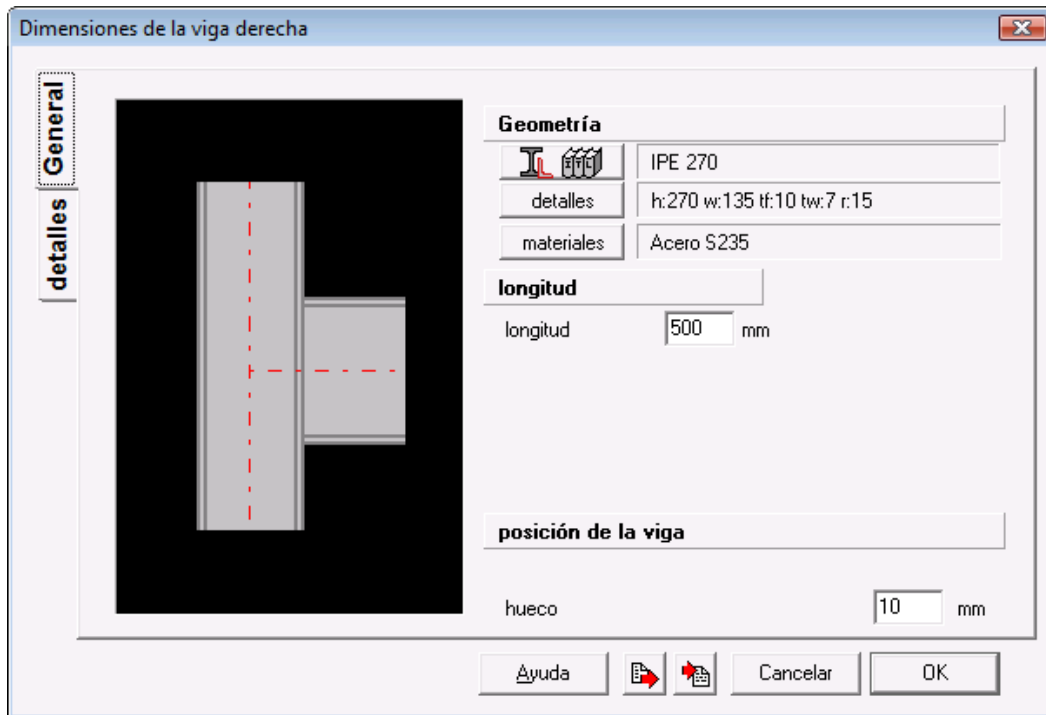 Dimensiones de la viga derecha
General
detalles
Geometría
IPE 270
detalles h:270 w:135 tf:10 tw:7 r:15
materiales Acero S235
longitud
longitud 500 mm
posición de la viga
hueco 10 mm
Ayuda Cancelar OK